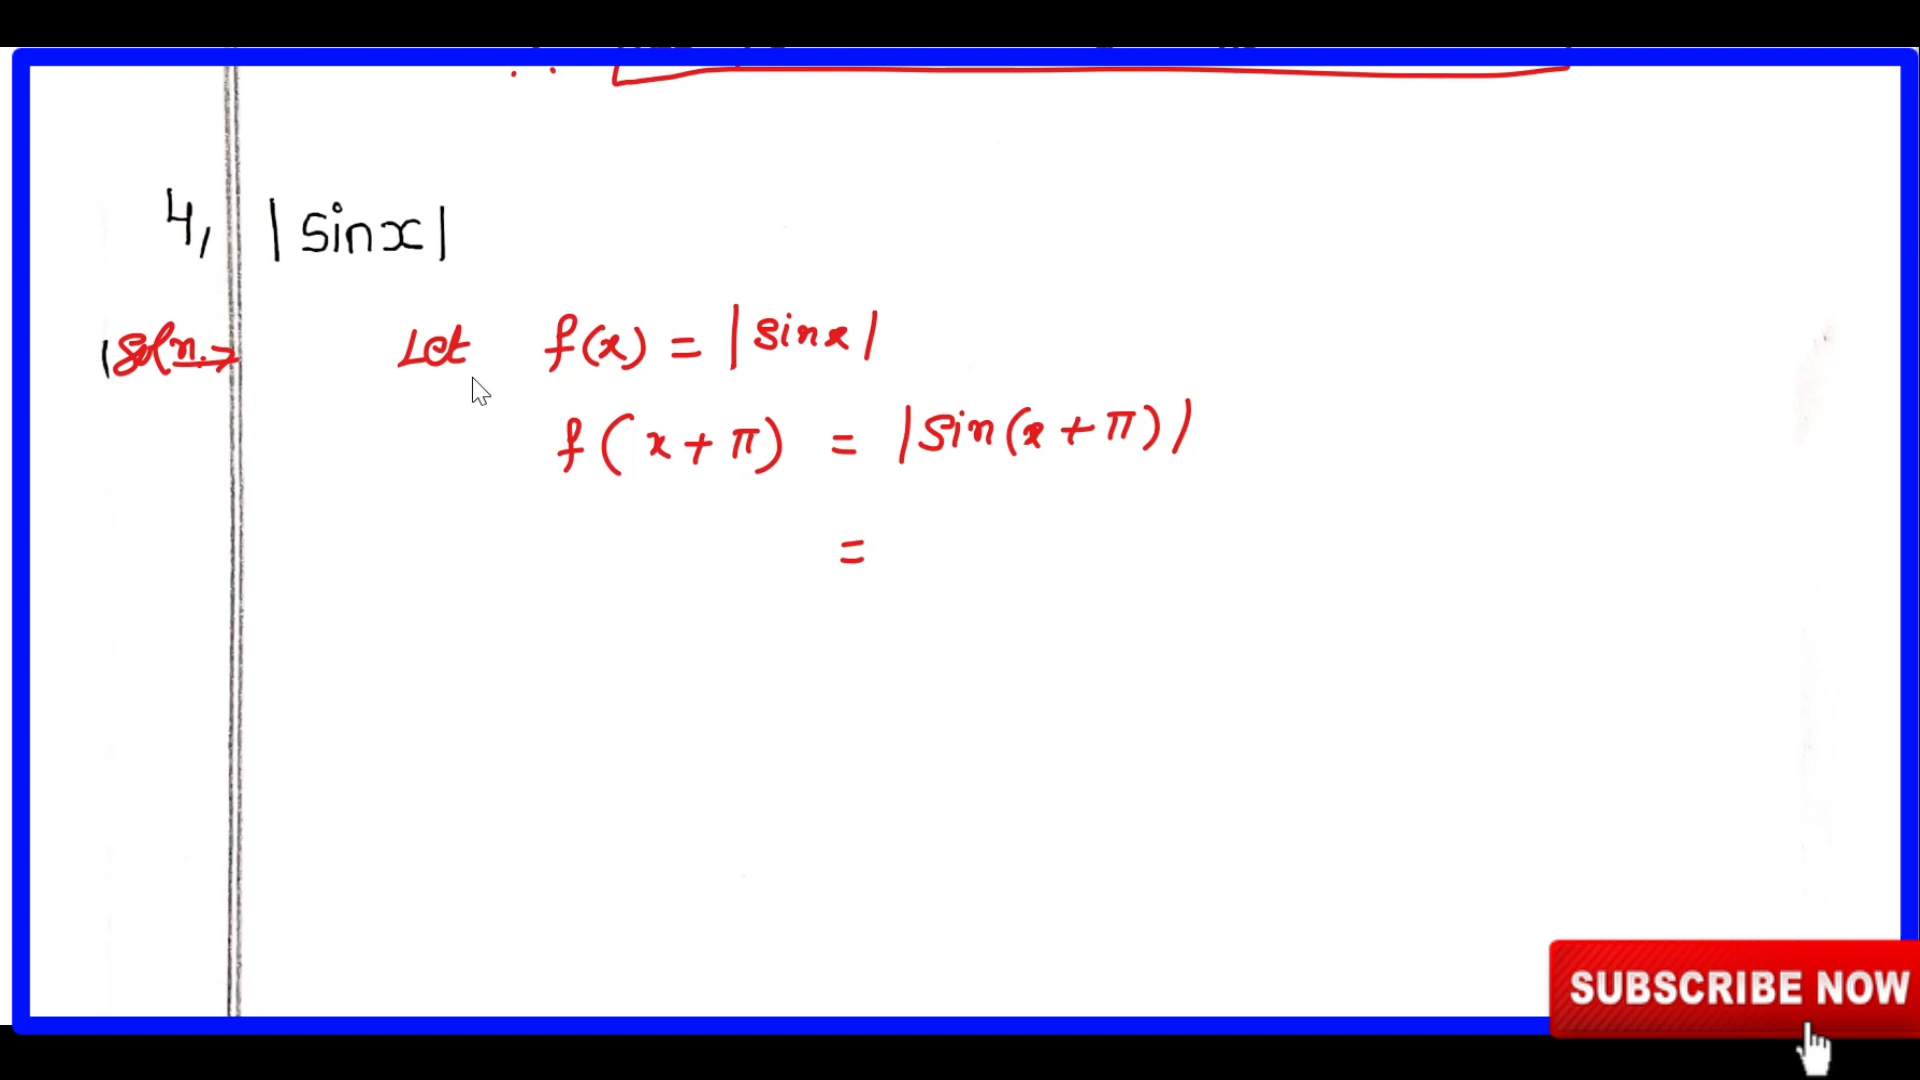 4, |sinx|
Soln. → Let f(x) = |sinx|
f(x+π) = |sin(x+π)|
=
SUBSCRIBE NOW